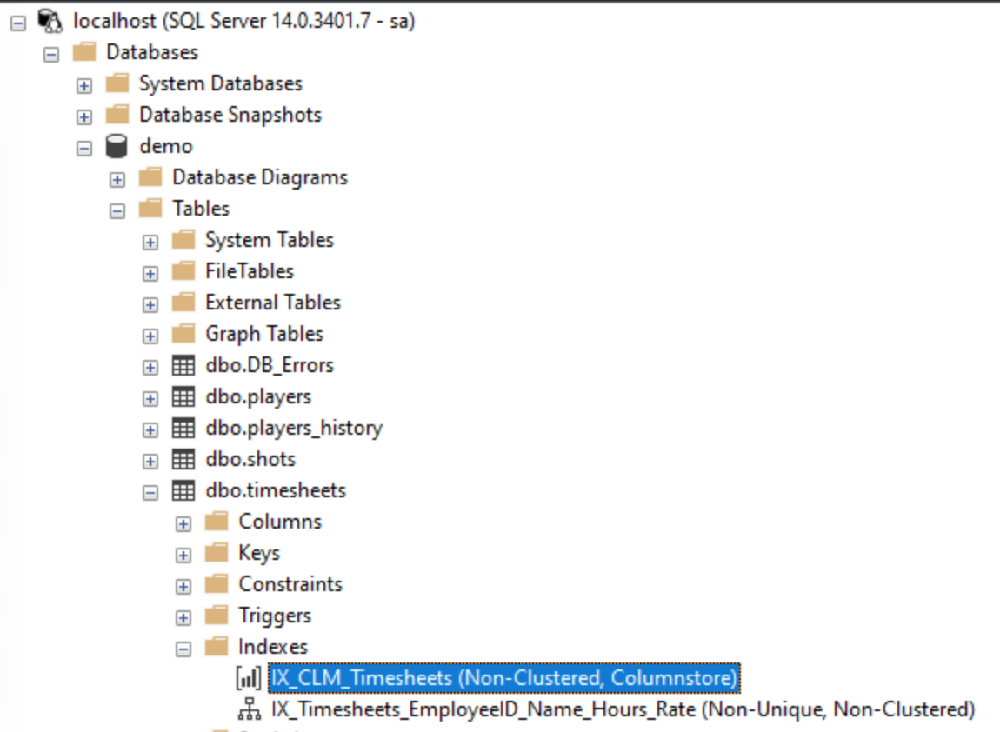 localhost (SQL Server 14.0.3401.7 - sa)
Databases
System Databases
Database Snapshots
demo
Database Diagrams
Tables
System Tables
FileTables
External Tables
Graph Tables
dbo.DB_Errors
dbo.players
dbo.players_history
dbo.shots
dbo.timesheets
Columns
Keys
Constraints
Triggers
Indexes
IX_CLM_Timesheets (Non-Clustered, Columnstore)
IX_Timesheets_EmployeeID_Name_Hours_Rate (Non-Unique, Non-Clustered)